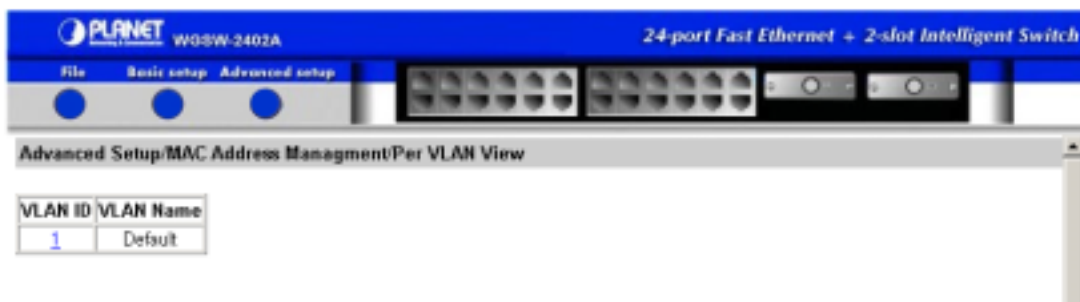 PLANET WGSW-2402A 24-port Fast Ethernet + 2-slot Intelligent Switch
File Basic setup Advanced setup
Advanced Setup/MAC Address Managment/Per VLAN View
VLAN ID VLAN Name
1 Default